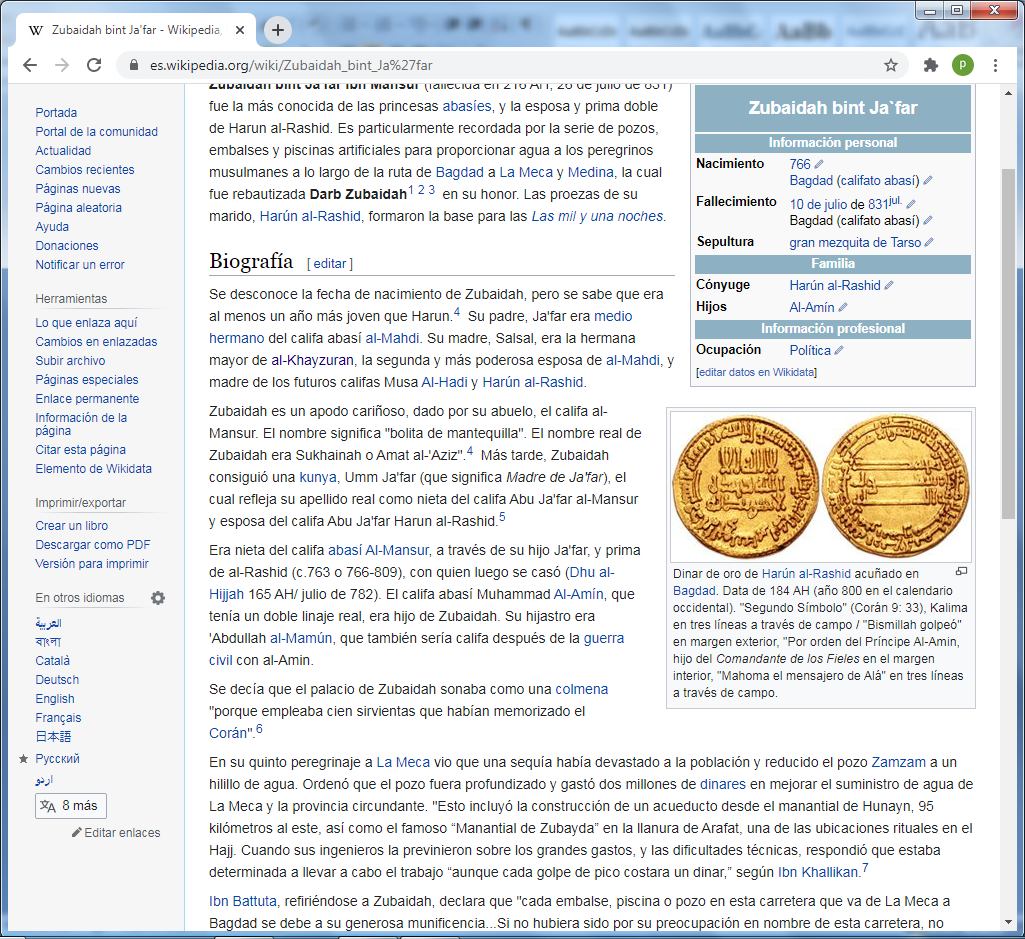 Zubaidah bint Ja'far - Wikipedia,
es.wikipedia.org/wiki/Zubaidah_bint_Ja%27far
p
Portada
Portal de la comunidad
Actualidad
Cambios recientes
Páginas nuevas
Página aleatoria
Ayuda
Donaciones
Notificar un error
Herramientas
Lo que enlaza aquí
Cambios en enlazadas
Subir archivo
Páginas especiales
Enlace permanente
Información de la
página
Citar esta página
Elemento de Wikidata
Imprimir/exportar
Crear un libro
Descargar como PDF
Versión para imprimir
En otros idiomas
العربية
বাংলা
Català
Deutsch
English
Français
日本語
Русский
اردو
8 más
Editar enlaces
Zubaidah bint Ja'far ibn Mansur (fallecida en 216 AH, 26 de julio de 831)
fue la más conocida de las princesas abasíes, y la esposa y prima doble
de Harun al-Rashid. Es particularmente recordada por la serie de pozos,
embalses y piscinas artificiales para proporcionar agua a los peregrinos
musulmanes a lo largo de la ruta de Bagdad a La Meca y Medina, la cual
fue rebautizada Darb Zubaidah1 2 3 en su honor. Las proezas de su
marido, Harún al-Rashid, formaron la base para las Las mil y una noches.
Biografía [ editar ]
Se desconoce la fecha de nacimiento de Zubaidah, pero se sabe que era
al menos un año más joven que Harun.4 Su padre, Ja'far era medio
hermano del califa abasí al-Mahdi. Su madre, Salsal, era la hermana
mayor de al-Khayzuran, la segunda y más poderosa esposa de al-Mahdi, y
madre de los futuros califas Musa Al-Hadi y Harún al-Rashid.
Zubaidah es un apodo cariñoso, dado por su abuelo, el califa al-
Mansur. El nombre significa "bolita de mantequilla". El nombre real de
Zubaidah era Sukhainah o Amat al-'Aziz".4 Más tarde, Zubaidah
consiguió una kunya, Umm Ja'far (que significa Madre de Ja'far), el
cual refleja su apellido real como nieta del califa Abu Ja'far al-Mansur
y esposa del califa Abu Ja'far Harun al-Rashid.5
Era nieta del califa abasí Al-Mansur, a través de su hijo Ja'far, y prima
de al-Rashid (c.763 o 766-809), con quien luego se casó (Dhu al-
Hijjah 165 AH/ julio de 782). El califa abasí Muhammad Al-Amín, que
tenía un doble linaje real, era hijo de Zubaidah. Su hijastro era
'Abdullah al-Mamún, que también sería califa después de la guerra
civil con al-Amin.
Se decía que el palacio de Zubaidah sonaba como una colmena
"porque empleaba cien sirvientas que habían memorizado el
Corán".6
En su quinto peregrinaje a La Meca vio que una sequía había devastado a la población y reducido el pozo Zamzam a un
hilillo de agua. Ordenó que el pozo fuera profundizado y gastó dos millones de dinares en mejorar el suministro de agua de
La Meca y la provincia circundante. "Esto incluyó la construcción de un acueducto desde el manantial de Hunayn, 95
kilómetros al este, así como el famoso “Manantial de Zubayda” en la llanura de Arafat, una de las ubicaciones rituales en el
Hajj. Cuando sus ingenieros la previnieron sobre los grandes gastos, y las dificultades técnicas, respondió que estaba
determinada a llevar a cabo el trabajo “aunque cada golpe de pico costara un dinar,” según Ibn Khallikan.7
Ibn Battuta, refiriéndose a Zubaidah, declara que "cada embalse, piscina o pozo en esta carretera que va de La Meca a
Bagdad se debe a su generosa munificencia...Si no hubiera sido por su preocupación en nombre de esta carretera, no
Zubaidah bint Ja`far
Información personal
Nacimiento 766
Bagdad (califato abasí)
Fallecimiento 10 de julio de 831jul.
Bagdad (califato abasí)
Sepultura gran mezquita de Tarso
Familia
Cónyuge Harún al-Rashid
Hijos Al-Amín
Información profesional
Ocupación Política
[editar datos en Wikidata]
Dinar de oro de Harún al-Rashid acuñado en
Bagdad. Data de 184 AH (año 800 en el calendario
occidental). "Segundo Símbolo" (Corán 9: 33), Kalima
en tres líneas a través de campo / "Bismillah golpeó"
en margen exterior, "Por orden del Príncipe Al-Amin,
hijo del Comandante de los Fieles en el margen
interior, "Mahoma el mensajero de Alá" en tres líneas
a través de campo.